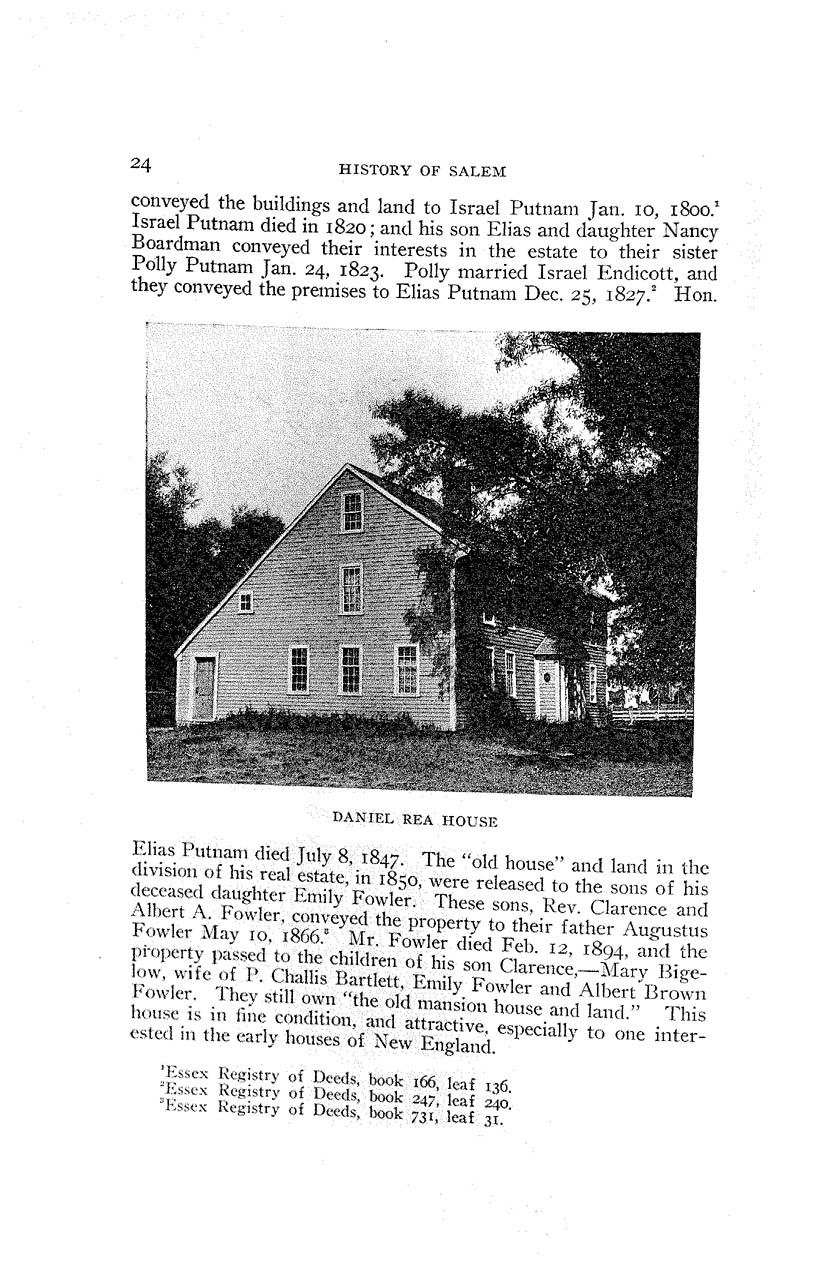 24
HISTORY OF SALEM
conveyed the buildings and land to Israel Putnam Jan. 10, 1800.¹
Israel Putnam died in 1820; and his son Elias and daughter Nancy
Boardman conveyed their interests in the estate to their sister
Polly Putnam Jan. 24, 1823. Polly married Israel Endicott, and
they conveyed the premises to Elias Putnam Dec. 25, 1827.² Hon.
DANIEL REA HOUSE
Elias Putnam died July 8, 1847. The "old house" and land in the
division of his real estate, in 1850, were released to the sons of his
deceased daughter Emily Fowler. These sons, Rev. Clarence and
Albert A. Fowler, conveyed the property to their father Augustus
Fowler May 10, 1866.³ Mr. Fowler died Feb. 12, 1894, and the
property passed to the children of his son Clarence,—Mary Bige-
low, wife of P. Challis Bartlett, Emily Fowler and Albert Brown
Fowler. They still own "the old mansion house and land." This
house is in fine condition, and attractive, especially to one inter-
ested in the early houses of New England.
¹Essex Registry of Deeds, book 166, leaf 136.
²Essex Registry of Deeds, book 247, leaf 240.
³Essex Registry of Deeds, book 731, leaf 31.